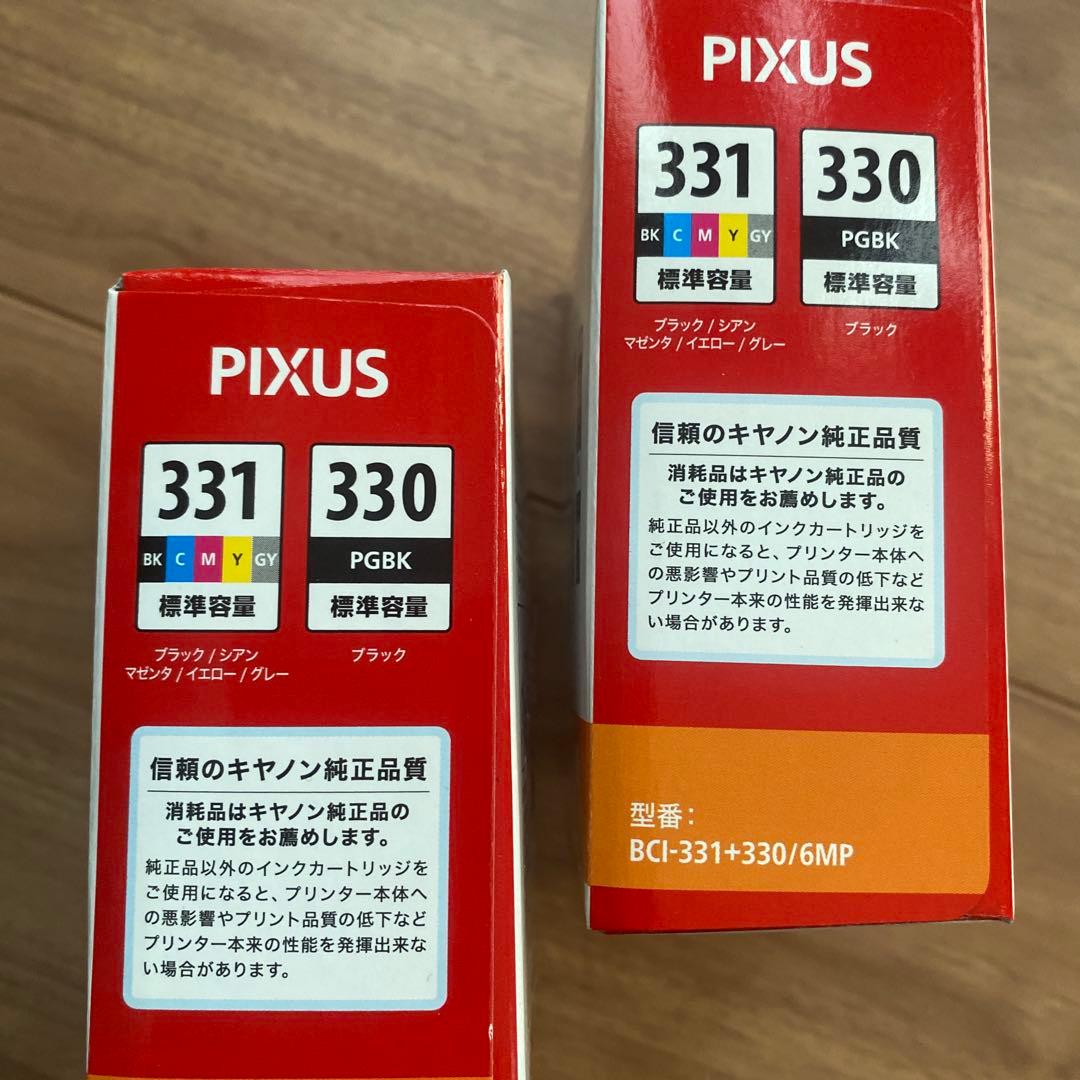 PIXUS
331
BK C M Y GY
標準容量
ブラック / シアン
マゼンタ / イエロー / グレー
330
PGBK
標準容量
ブラック
信頼のキヤノン純正品質
消耗品はキヤノン純正品の
ご使用をお薦めします。
純正品以外のインクカートリッジを
ご使用になると、プリンター本体へ
の悪影響やプリント品質の低下など
プリンター本来の性能を発揮出来な
い場合があります。
PIXUS
331
BK C M Y GY
標準容量
ブラック / シアン
マゼンタ / イエロー / グレー
330
PGBK
標準容量
ブラック
信頼のキヤノン純正品質
消耗品はキヤノン純正品の
ご使用をお薦めします。
純正品以外のインクカートリッジを
ご使用になると、プリンター本体へ
の悪影響やプリント品質の低下など
プリンター本来の性能を発揮出来な
い場合があります。
型番：
BCI-331+330/6MP